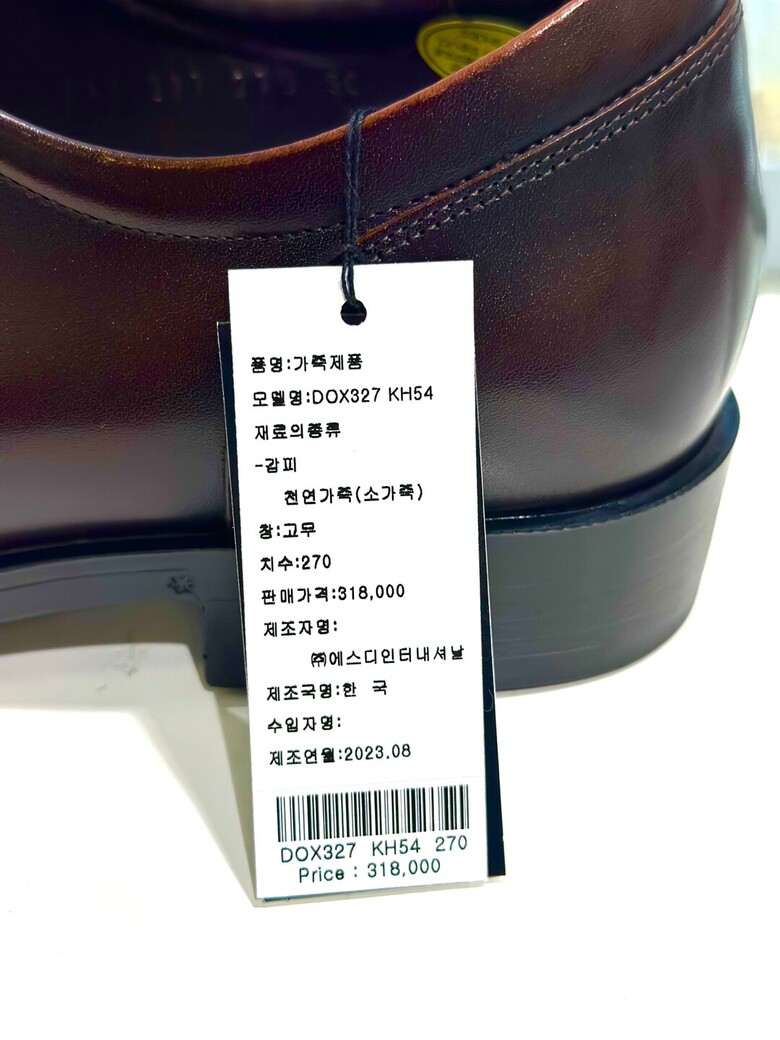 품명:가죽제품
모델명:DOX327 KH54
재료의종류
-갑피
천연가죽(소가죽)
창:고무
치수:270
판매가격:318,000
제조자명:
㈜에스디인터내셔날
제조국명:한 국
수입자명:
제조연월:2023.08
DOX327 KH54 270
Price : 318,000